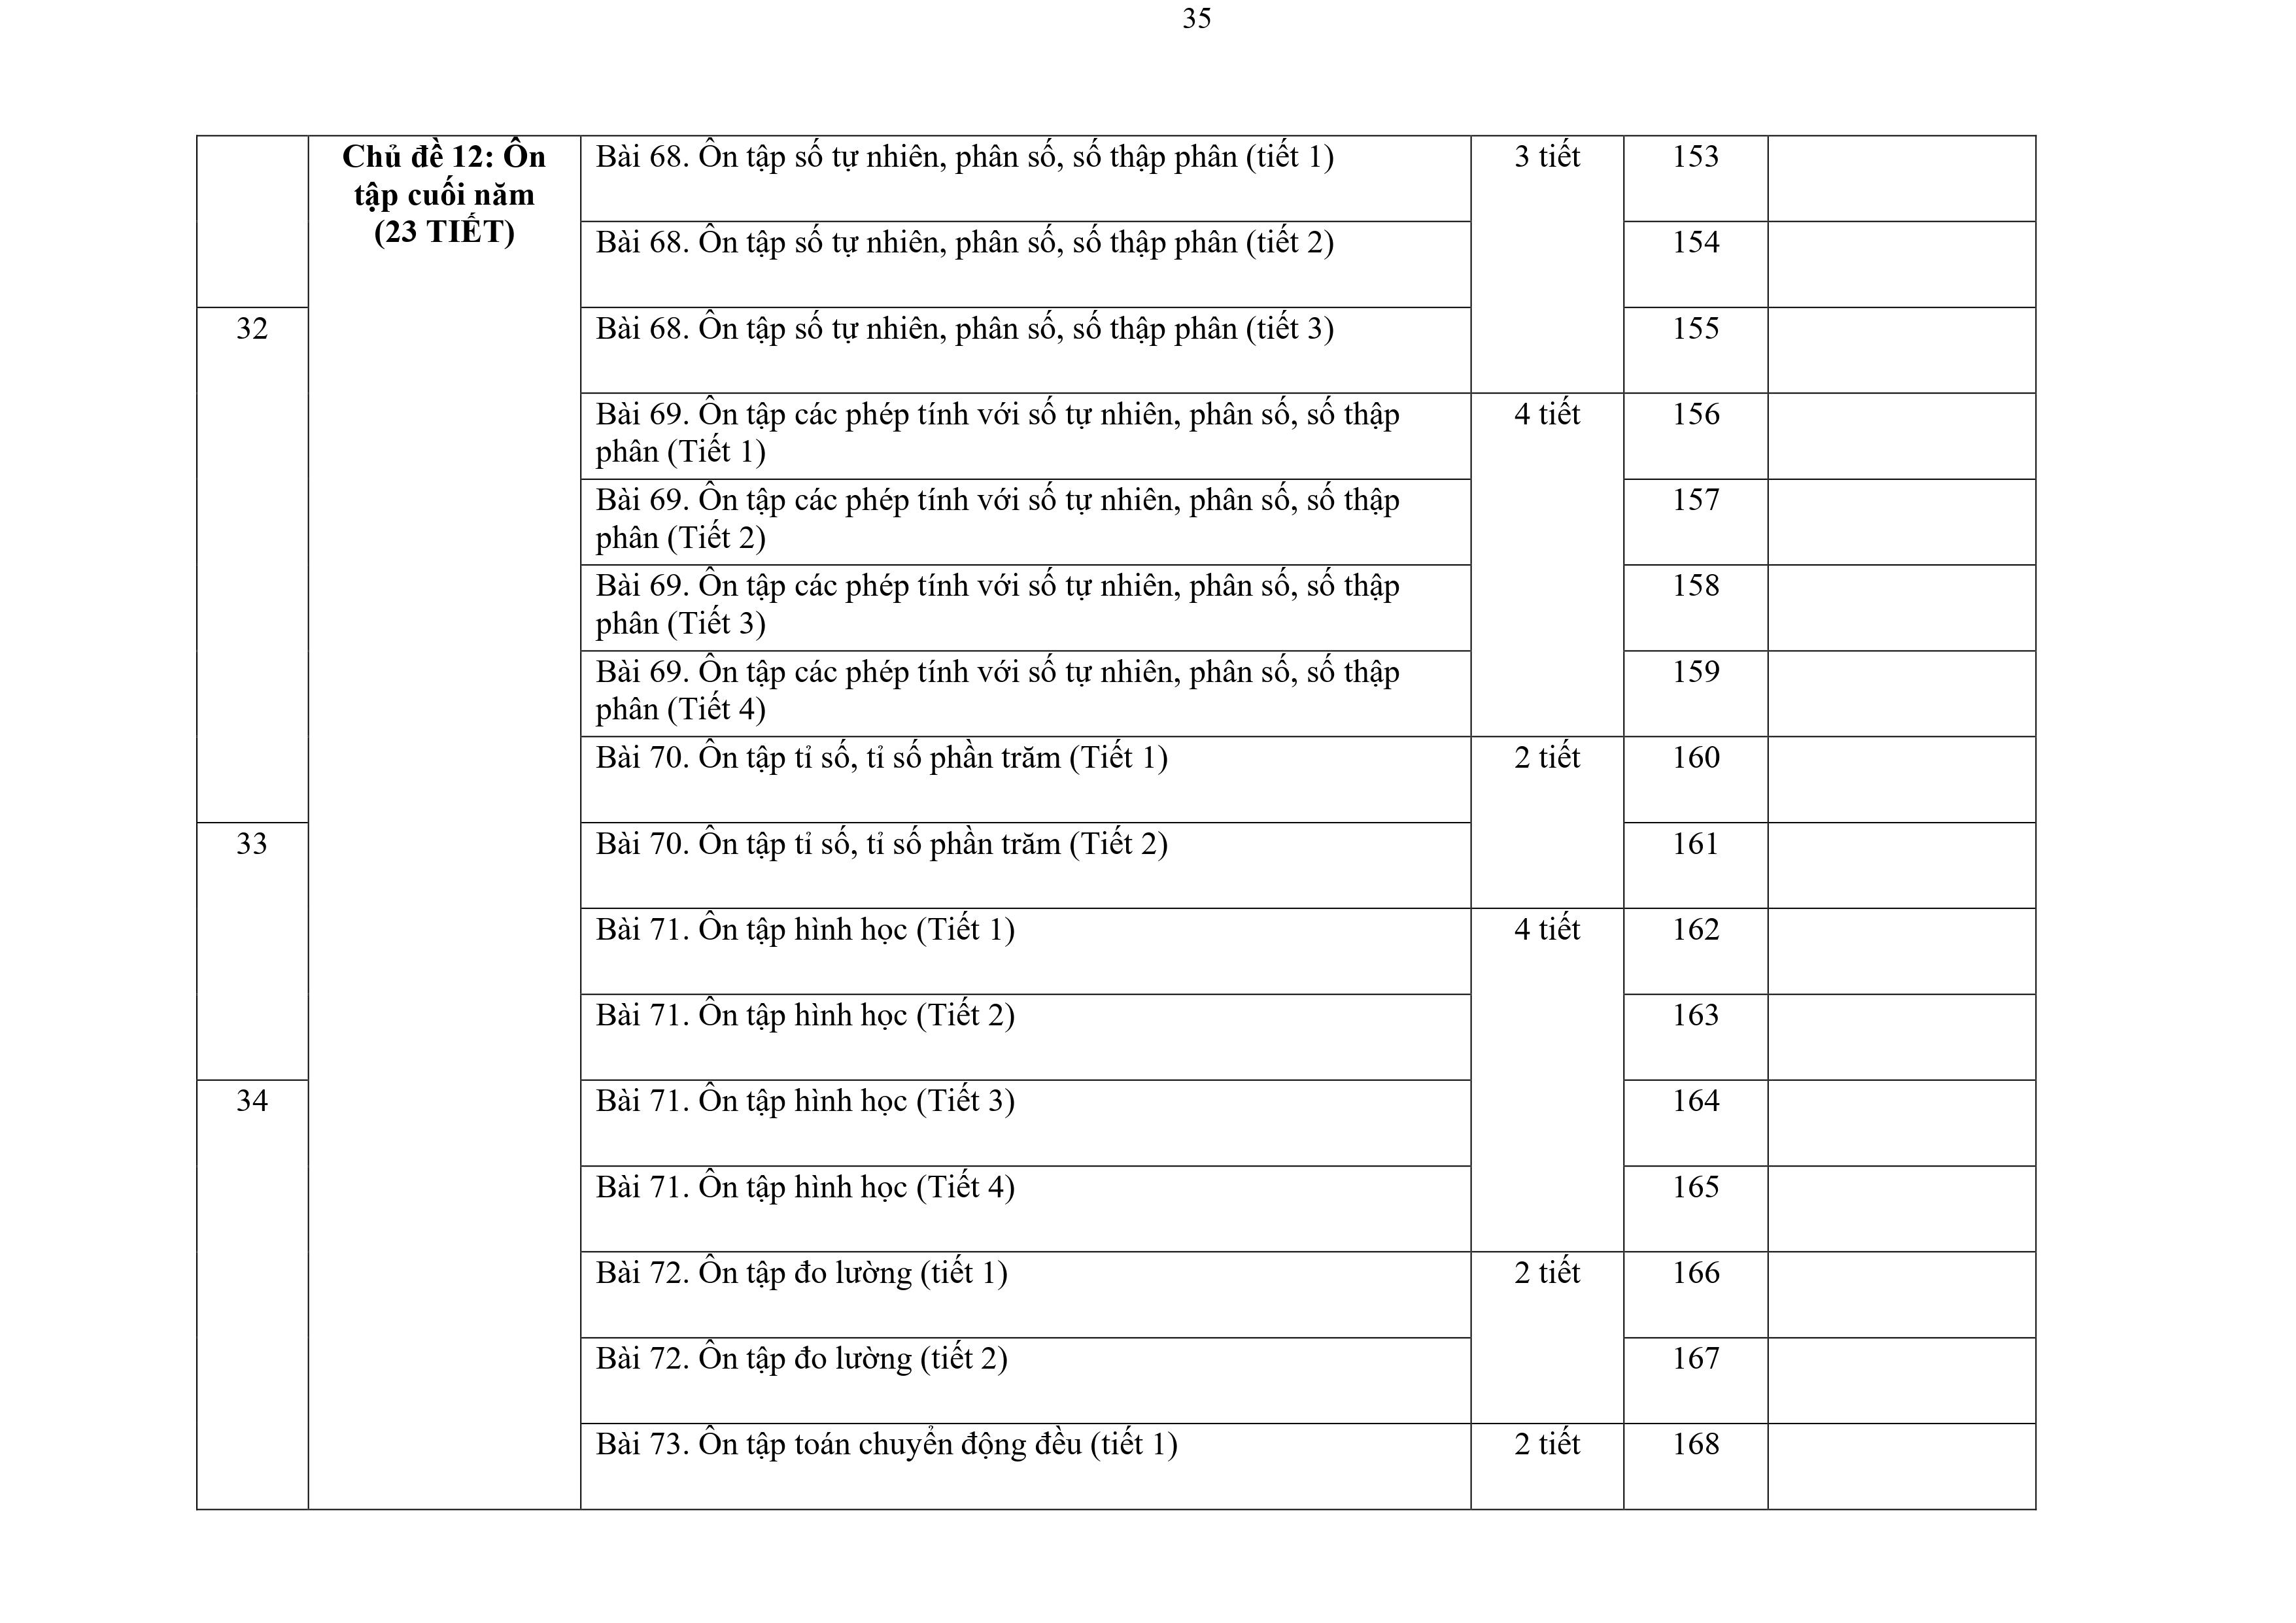 35
Chủ đề 12: Ôn
tập cuối năm
(23 TIẾT)
Bài 68. Ôn tập số tự nhiên, phân số, số thập phân (tiết 1)
3 tiết
153
Bài 68. Ôn tập số tự nhiên, phân số, số thập phân (tiết 2)
154
32
Bài 68. Ôn tập số tự nhiên, phân số, số thập phân (tiết 3)
155
Bài 69. Ôn tập các phép tính với số tự nhiên, phân số, số thập
phân (Tiết 1)
4 tiết
156
Bài 69. Ôn tập các phép tính với số tự nhiên, phân số, số thập
phân (Tiết 2)
157
Bài 69. Ôn tập các phép tính với số tự nhiên, phân số, số thập
phân (Tiết 3)
158
Bài 69. Ôn tập các phép tính với số tự nhiên, phân số, số thập
phân (Tiết 4)
159
Bài 70. Ôn tập tỉ số, tỉ số phần trăm (Tiết 1)
2 tiết
160
33
Bài 70. Ôn tập tỉ số, tỉ số phần trăm (Tiết 2)
161
Bài 71. Ôn tập hình học (Tiết 1)
4 tiết
162
Bài 71. Ôn tập hình học (Tiết 2)
163
34
Bài 71. Ôn tập hình học (Tiết 3)
164
Bài 71. Ôn tập hình học (Tiết 4)
165
Bài 72. Ôn tập đo lường (tiết 1)
2 tiết
166
Bài 72. Ôn tập đo lường (tiết 2)
167
Bài 73. Ôn tập toán chuyển động đều (tiết 1)
2 tiết
168